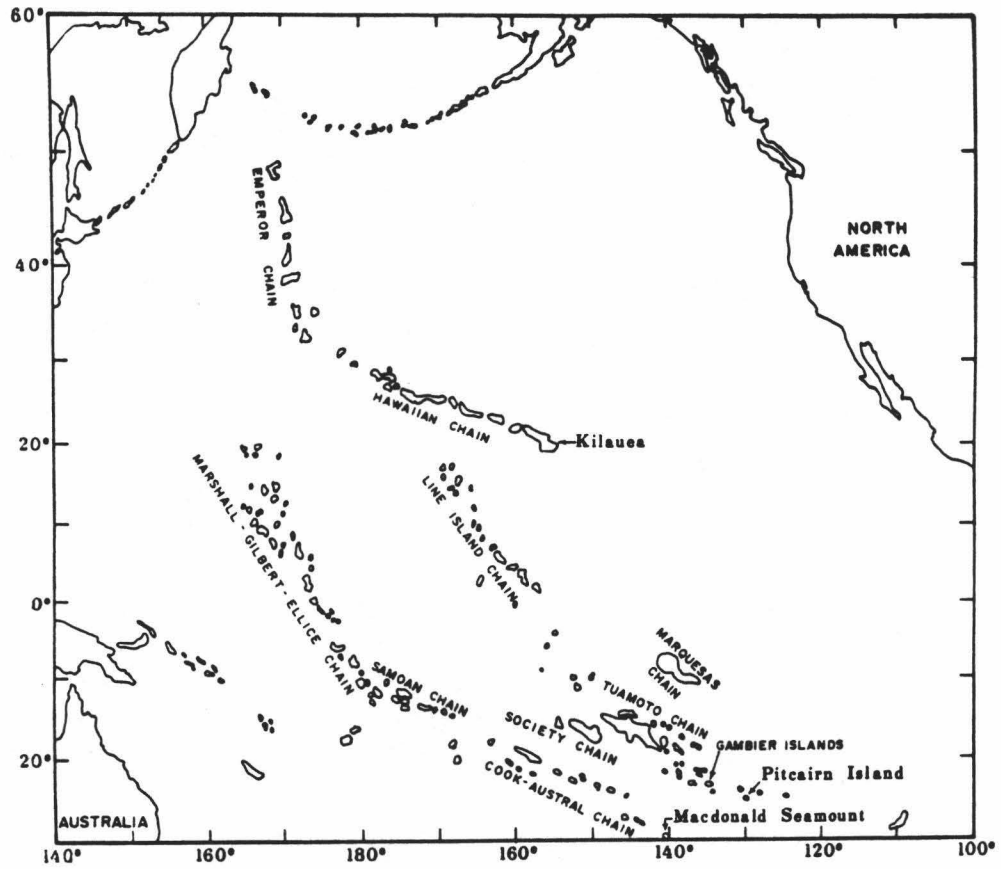 60°
40°
20°
0°
20°
EMPEROR CHAIN
NORTH
AMERICA
HAWAIIAN CHAIN
Kilauea
MARSHALL - GILBERT - ELLICE CHAIN
LINE ISLAND CHAIN
SAMOAN CHAIN
MARQUESAS
CHAIN
TUAMOTO CHAIN
SOCIETY CHAIN
GAMBIER ISLANDS
COOK-AUSTRAL CHAIN
Pitcairn Island
Macdonald Seamount
AUSTRALIA
140° 160° 180° 160° 140° 120° 100°